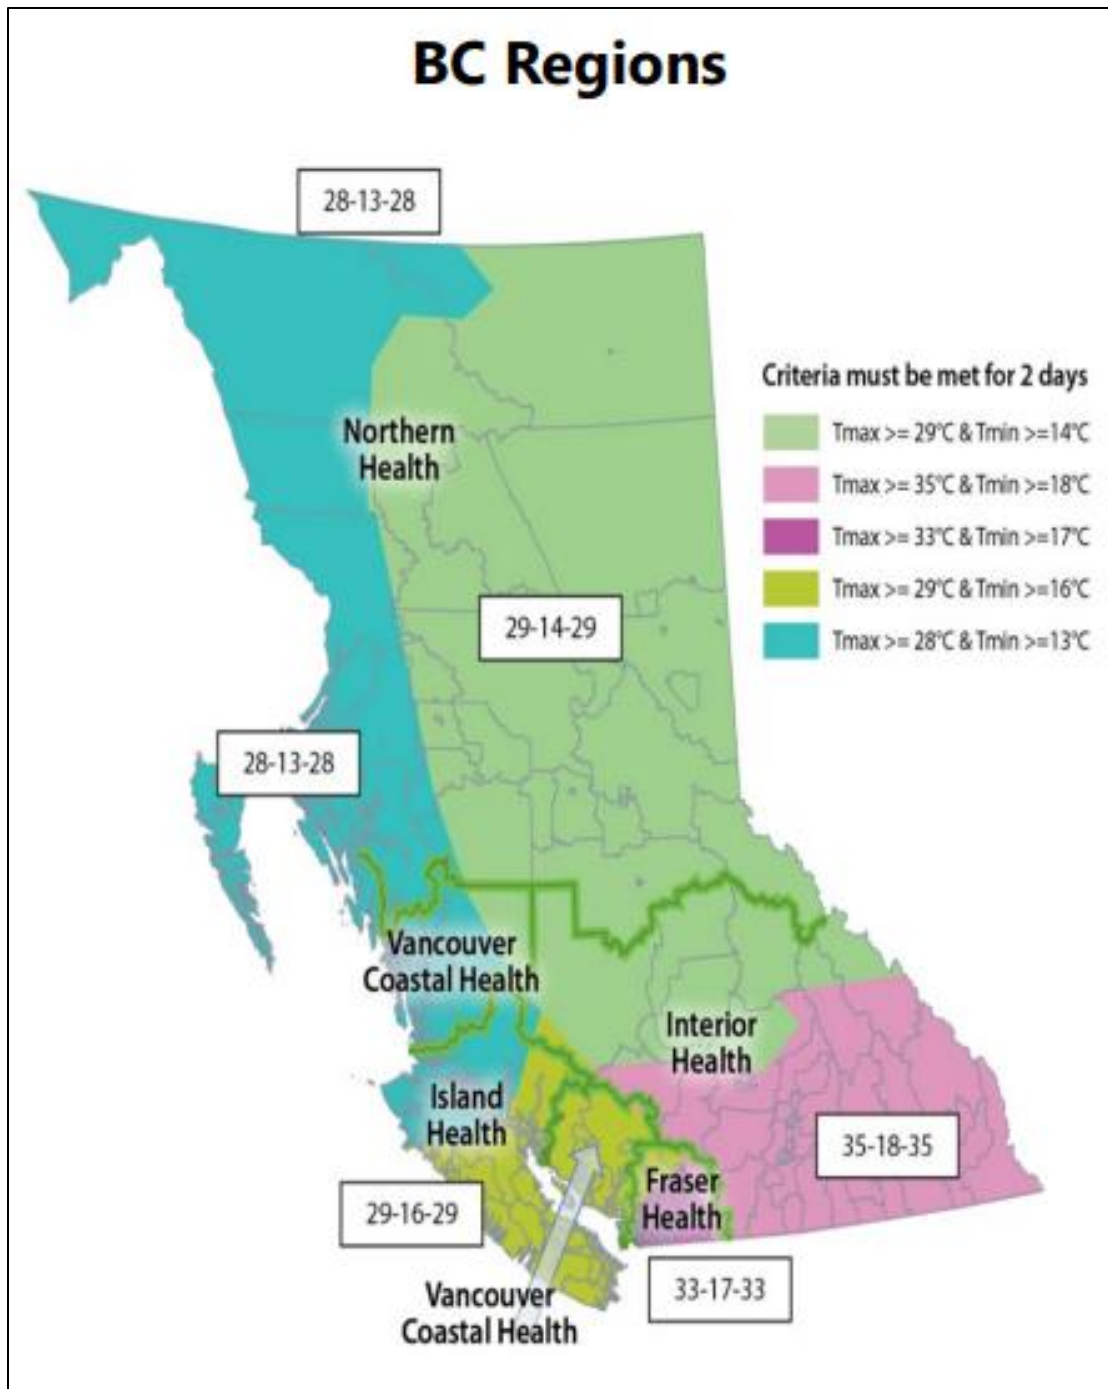 BC Regions
28-13-28
Criteria must be met for 2 days
Tmax >= 29°C & Tmin >=14°C
Tmax >= 35°C & Tmin >=18°C
Tmax >= 33°C & Tmin >=17°C
Tmax >= 29°C & Tmin >=16°C
Tmax >= 28°C & Tmin >=13°C
Northern
Health
29-14-29
28-13-28
Vancouver
Coastal Health
Interior
Health
Island
Health
35-18-35
Fraser
Health
29-16-29
33-17-33
Vancouver
Coastal Health